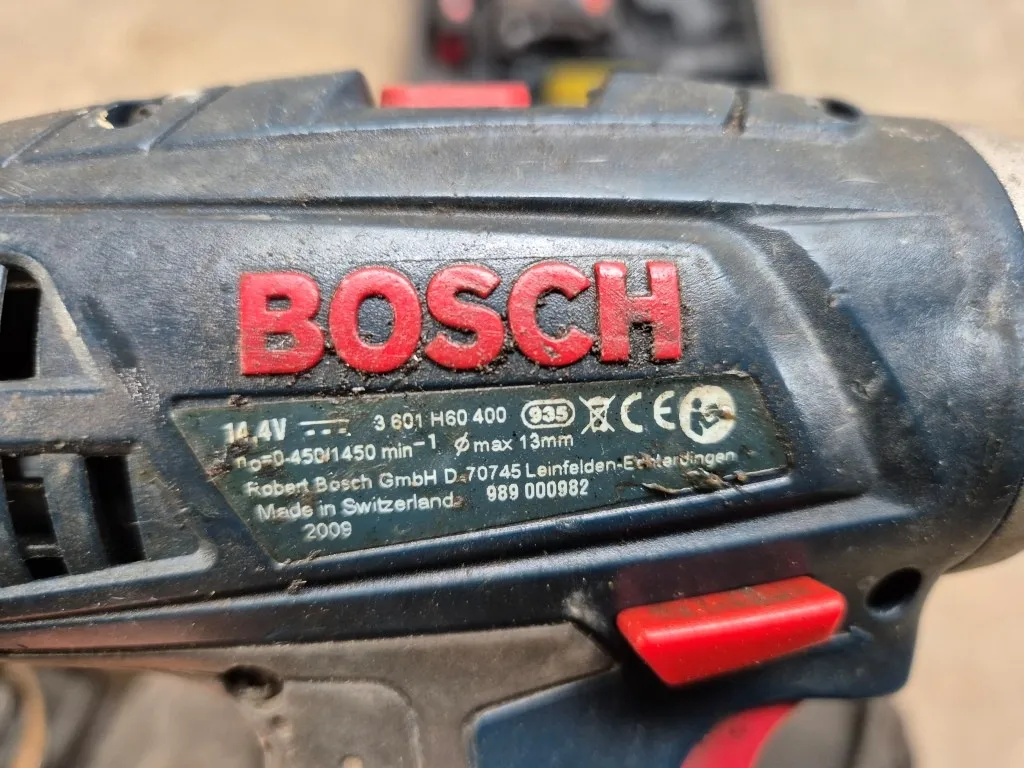 BOSCH
14,4V 3 601 H60 400 935 CE
n₀=0-450/1450 min⁻¹ Ø max 13mm
Robert Bosch GmbH D-70745 Leinfelden-Echterdingen
Made in Switzerland 989 000982
2009